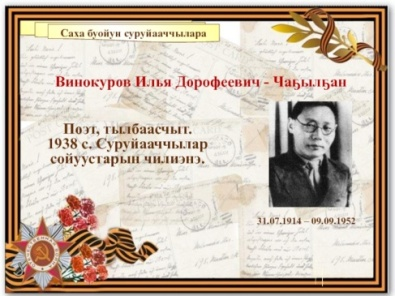 Саха буойун суруйааччылара
Винокуров Илья Дорофеевич - Чаҕылҕан
Поэт, тылбаасчыт.
1938 с. Суруйааччылар
сойуустарын чилиэнэ.
31.07.1914 – 09.09.1952